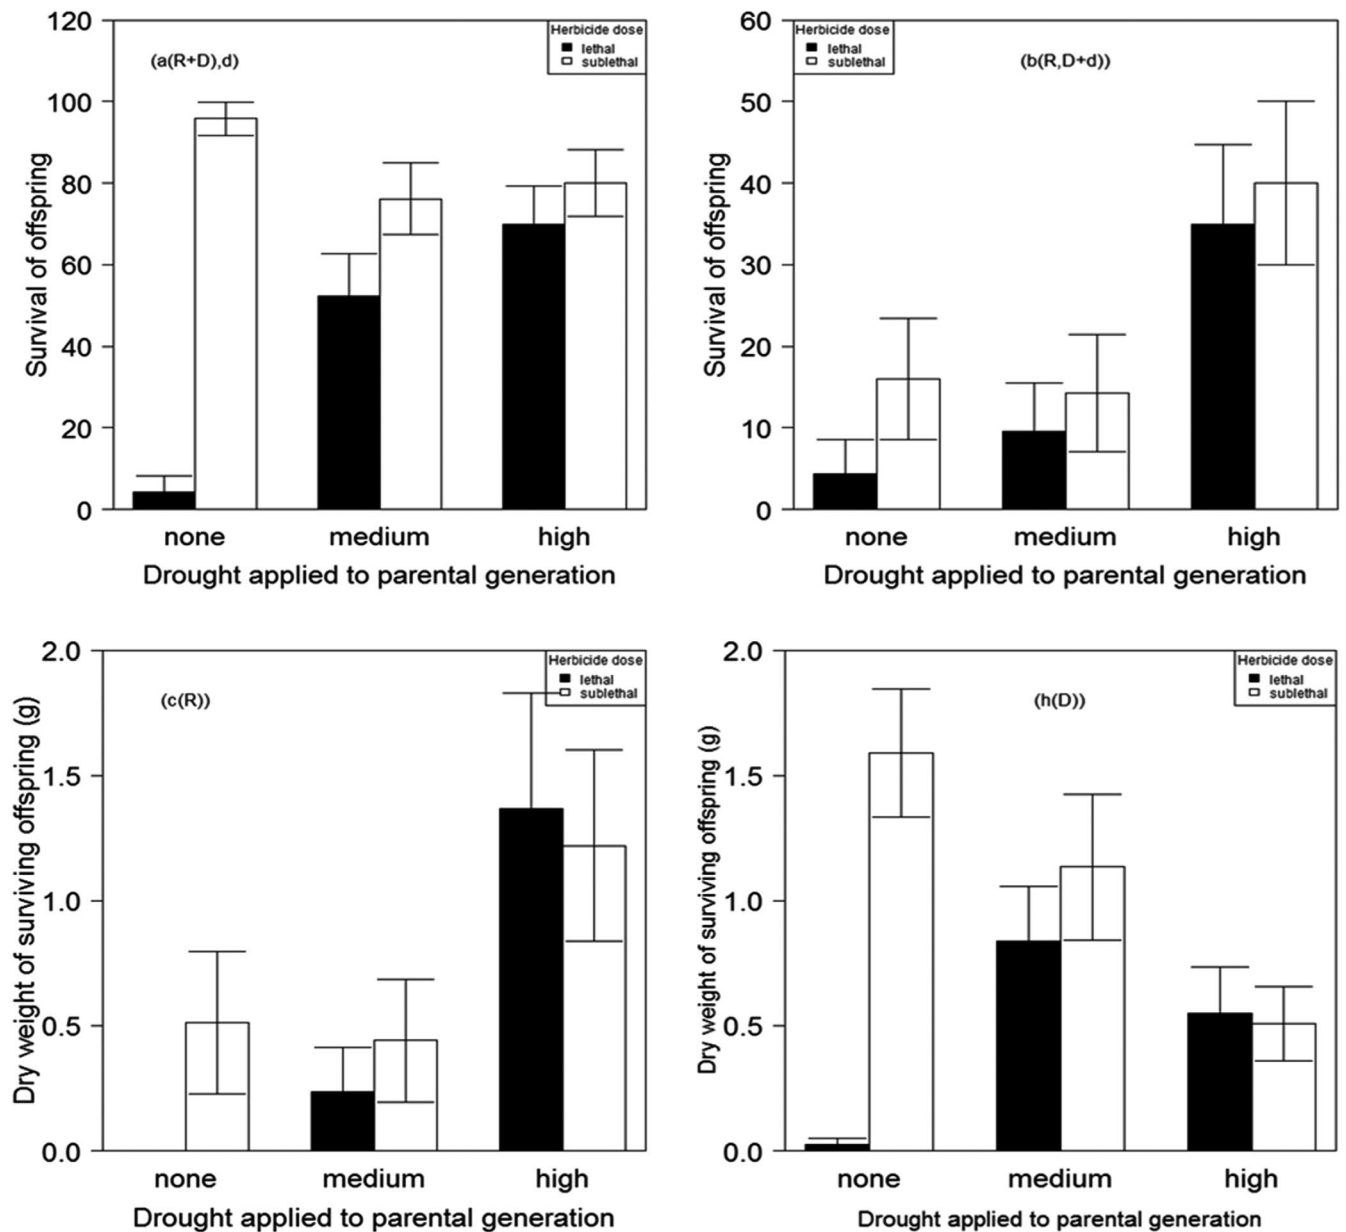 120
100
80
60
40
20
0
Survival of offspring
(a(R+D),d)
Herbicide dose
lethal
sublethal
none medium high
Drought applied to parental generation
60
50
40
30
20
10
0
Survival of offspring
Herbicide dose
lethal
sublethal
(b(R,D+d))
none medium high
Drought applied to parental generation
2.0
1.5
1.0
0.5
0.0
Dry weight of surviving offspring (g)
(c(R))
Herbicide dose
lethal
sublethal
none medium high
Drought applied to parental generation
2.0
1.5
1.0
0.5
0.0
Dry weight of surviving offspring (g)
(h(D))
Herbicide dose
lethal
sublethal
none medium high
Drought applied to parental generation